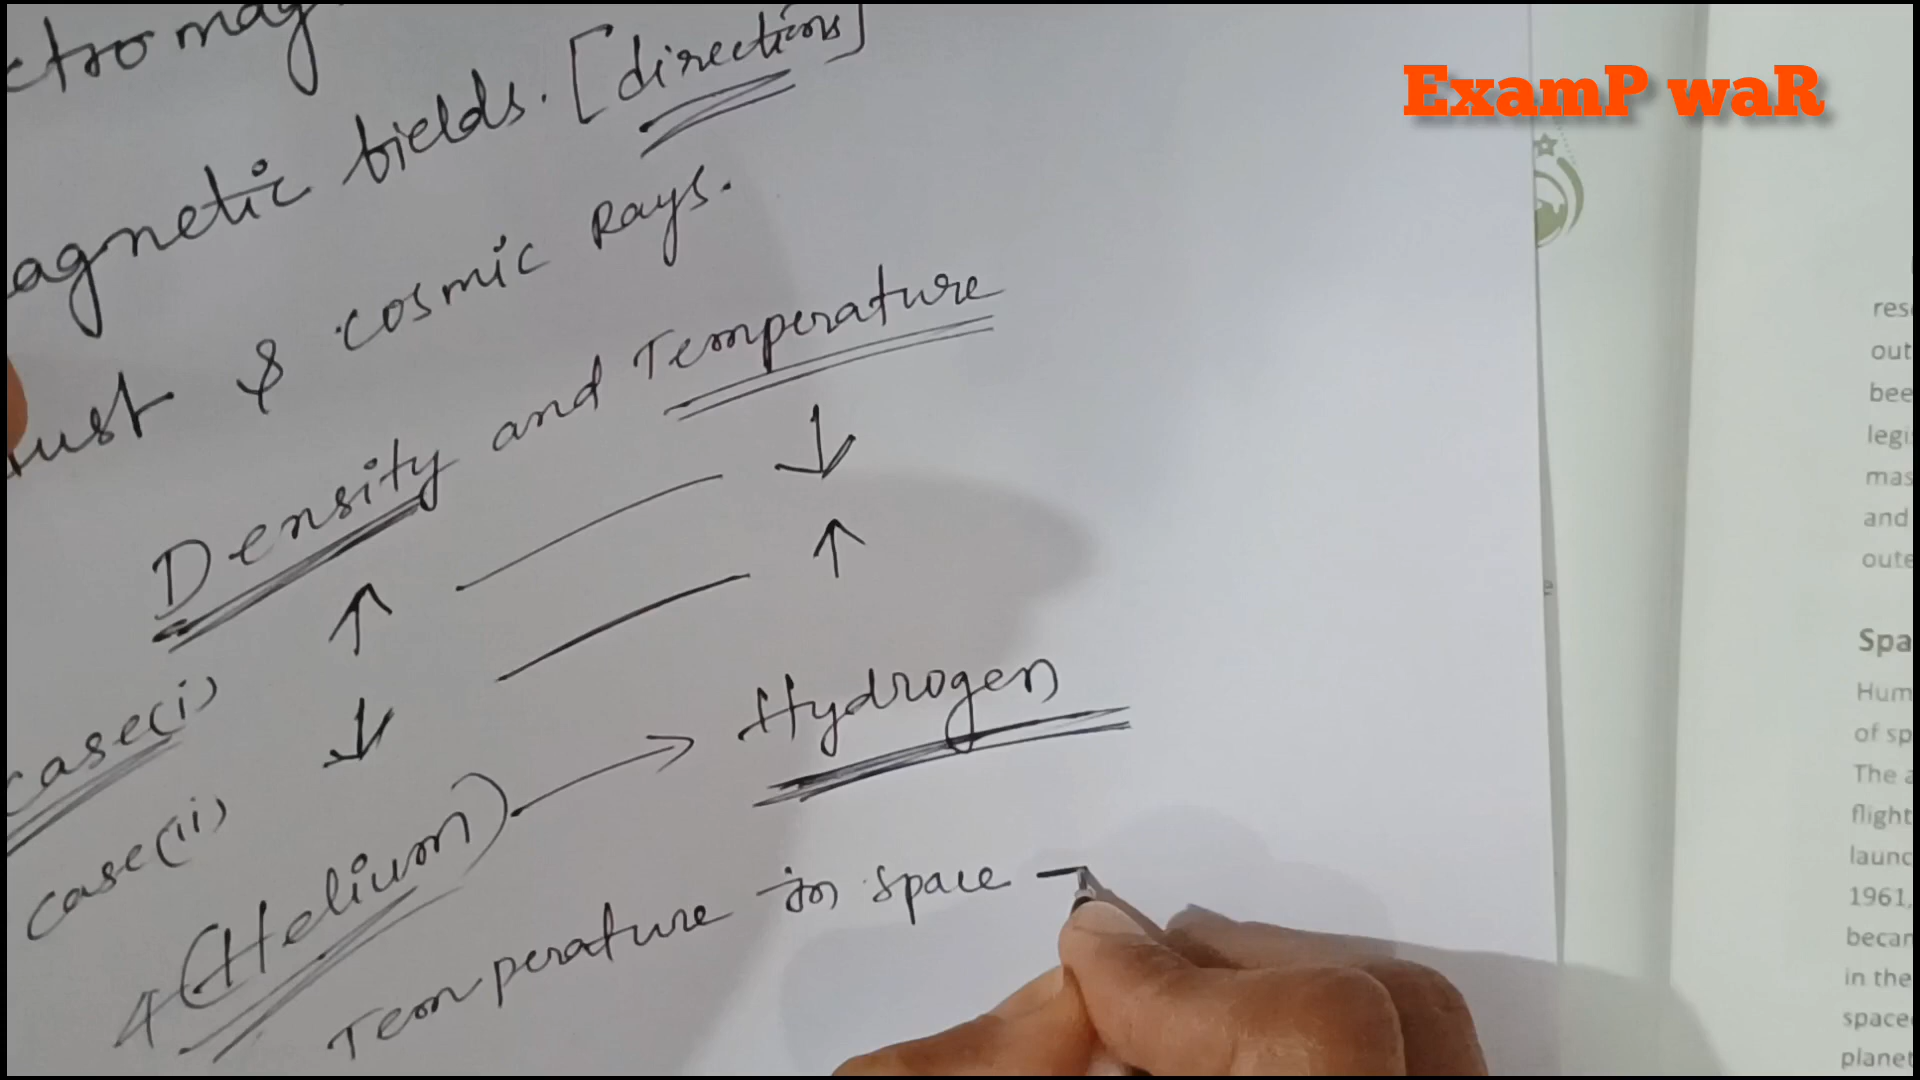 ExamP waR
ctromag
agnetic fields. [directions]
ust & cosmic Rays.
Density and Temperature
↑ ↓
↓ ↑
case(i)
case(ii)
(Helium) → Hydrogen
Temperature in space —
res
out
bee
legi
mas
and
oute
Spa
Hum
of sp
The a
flight
launc
1961,
becam
in the
space
planet